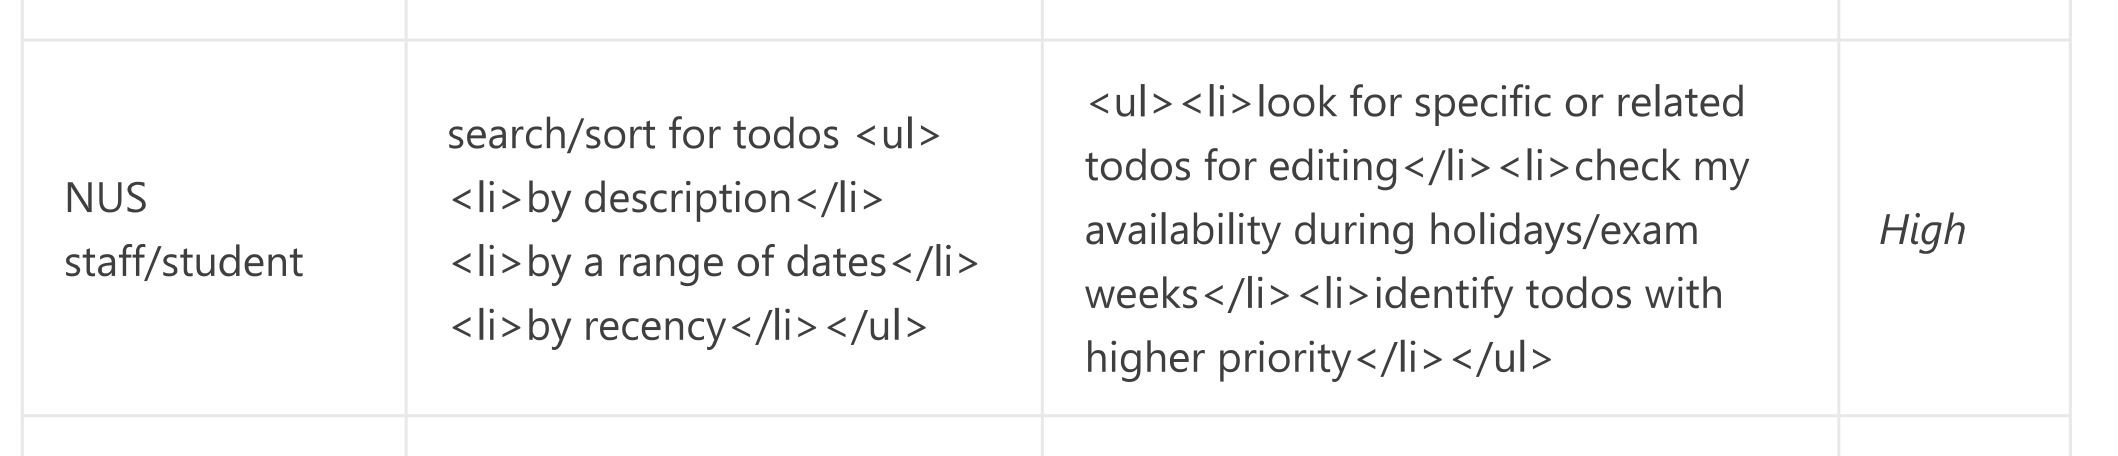 NUS
staff/student
search/sort for todos <ul>
<li>by description</li>
<li>by a range of dates</li>
<li>by recency</li></ul>
<ul><li>look for specific or related
todos for editing</li><li>check my
availability during holidays/exam
weeks</li><li>identify todos with
higher priority</li></ul>
High